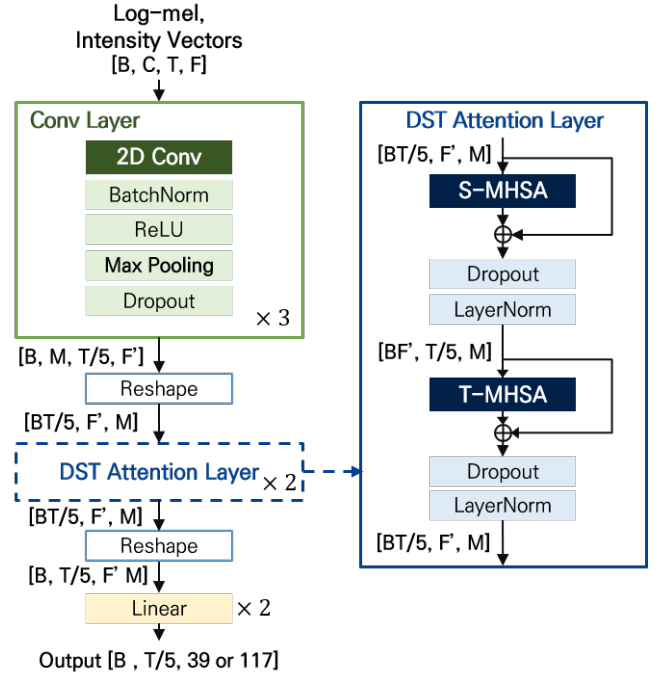 Log-mel,
Intensity Vectors
[B, C, T, F]
Conv Layer
2D Conv
BatchNorm
ReLU
Max Pooling
Dropout
× 3
[B, M, T/5, F']
Reshape
[BT/5, F', M]
DST Attention Layer
× 2
[BT/5, F', M]
Reshape
[B, T/5, F' M]
Linear
× 2
Output [B , T/5, 39 or 117]
DST Attention Layer
[BT/5, F', M]
S-MHSA
Dropout
LayerNorm
[BF', T/5, M]
T-MHSA
Dropout
LayerNorm
[BT/5, F', M]